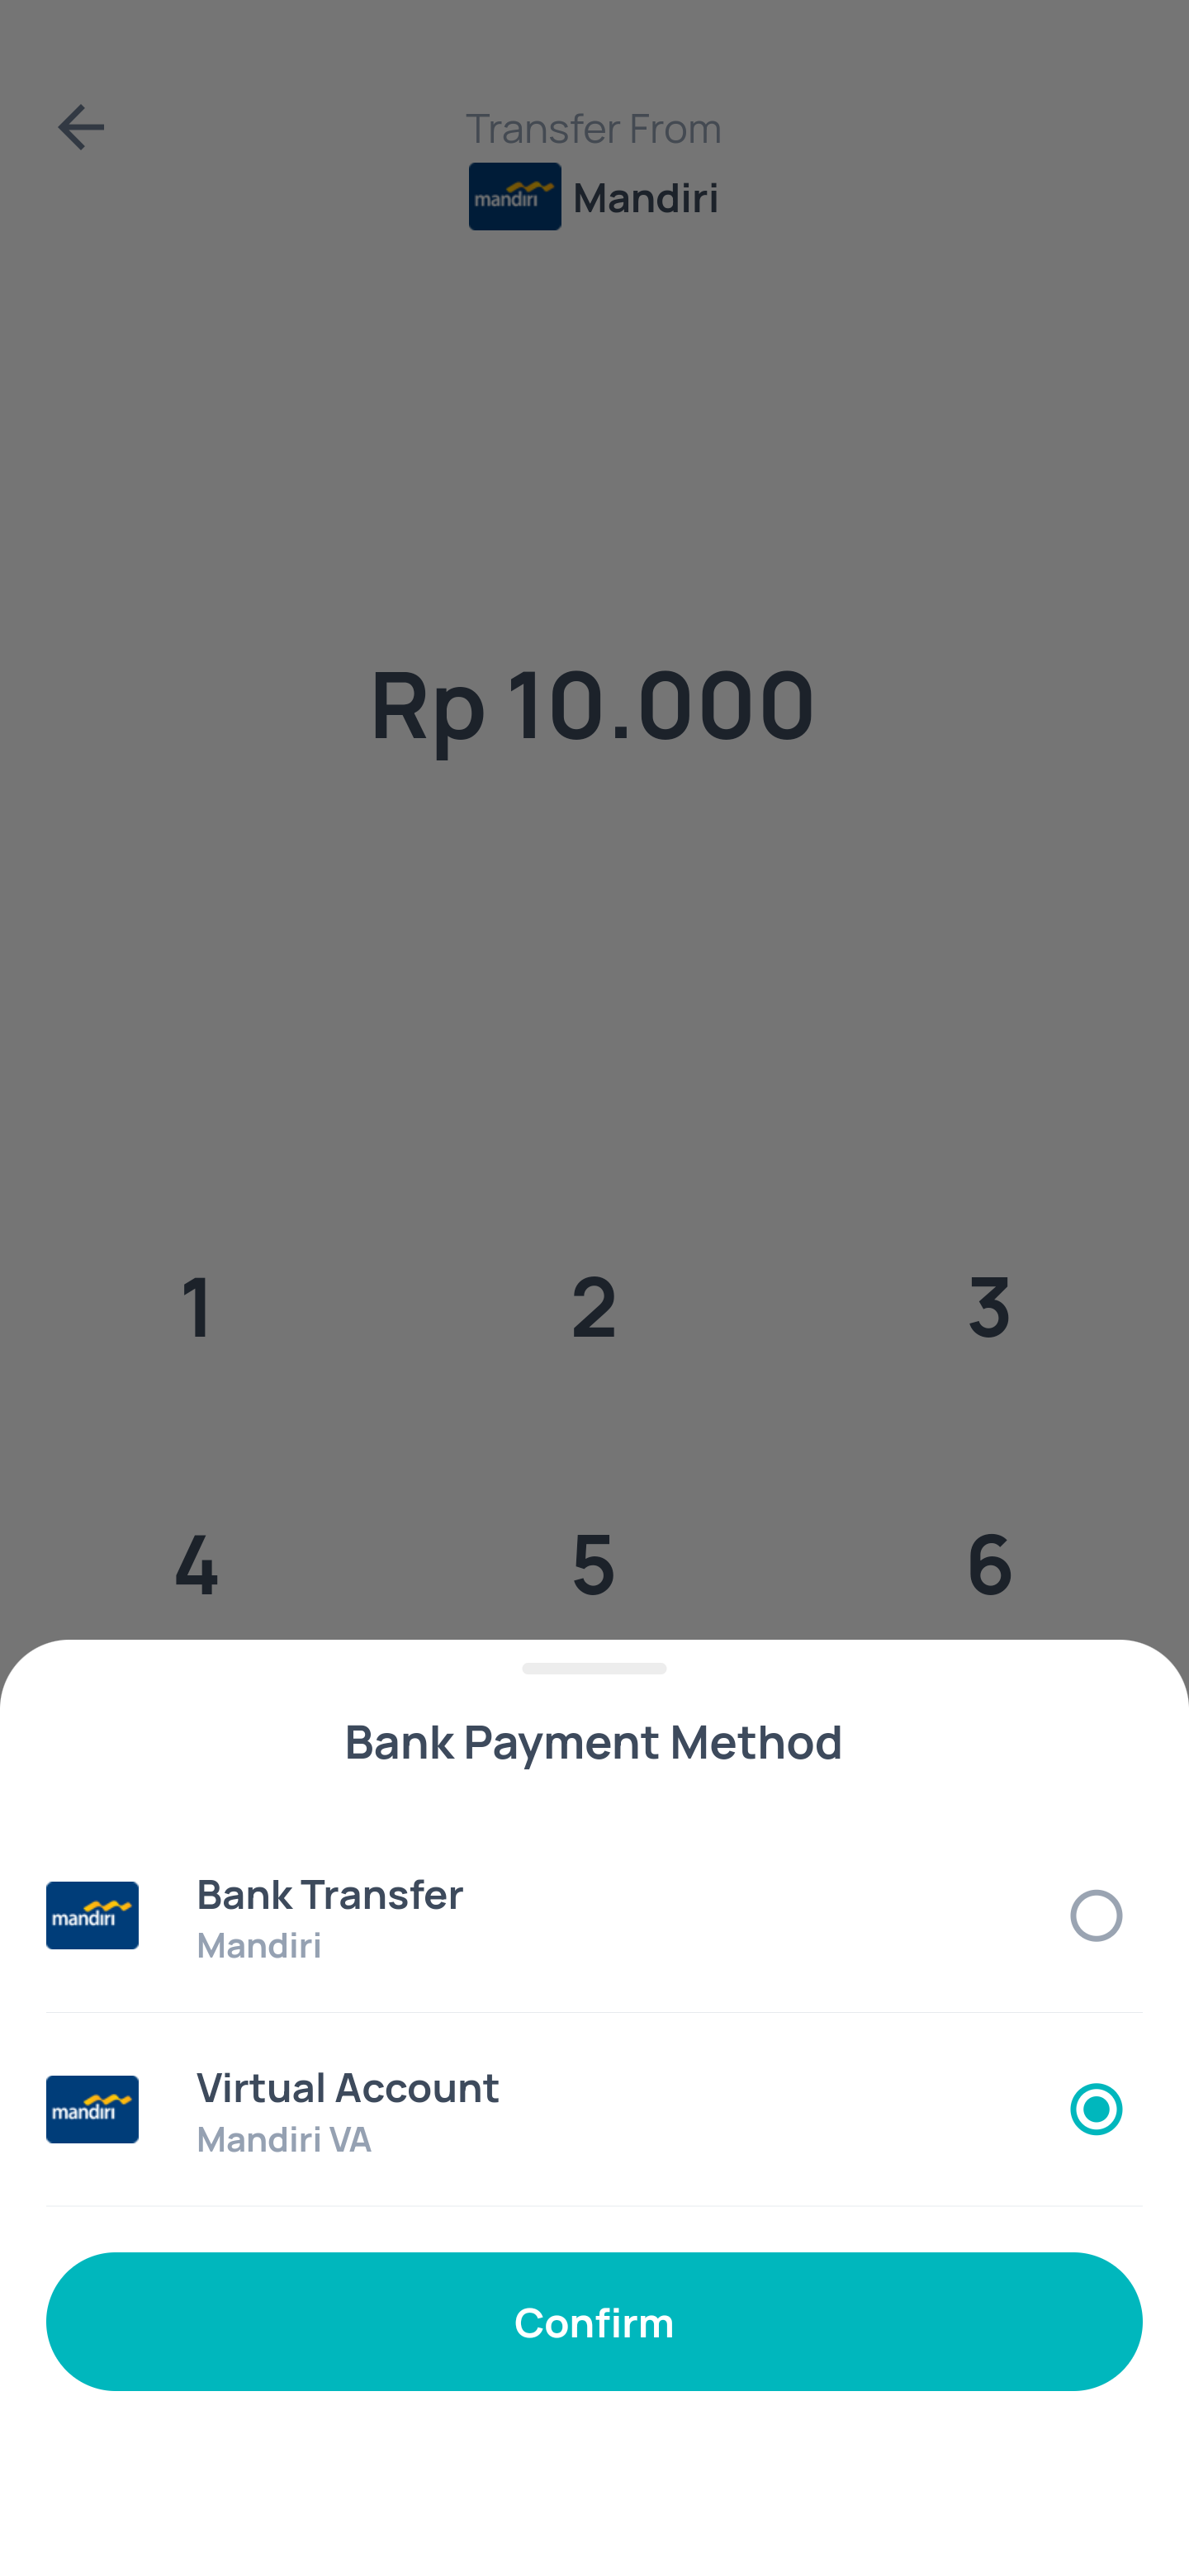 Transfer From
mandiri Mandiri
Rp 10.000
1 2 3
4 5 6
Bank Payment Method
mandiri
Bank Transfer
Mandiri
mandiri
Virtual Account
Mandiri VA
Confirm